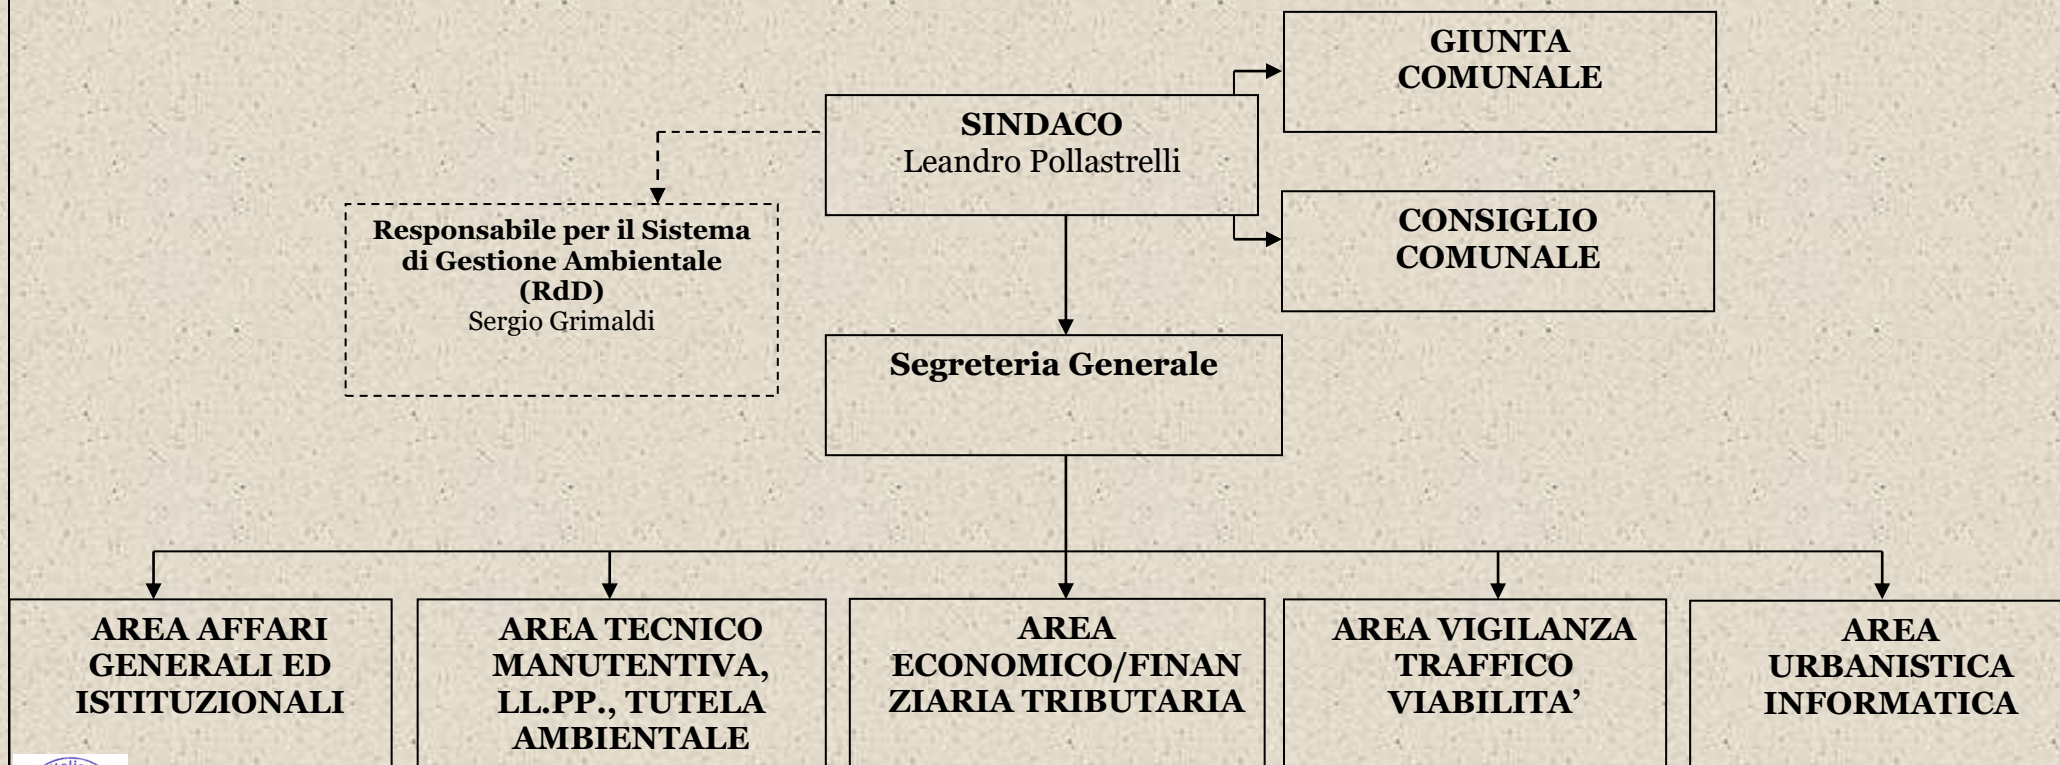 GIUNTA
COMUNALE
SINDACO
Leandro Pollastrelli
CONSIGLIO
COMUNALE
Responsabile per il Sistema
di Gestione Ambientale
(RdD)
Sergio Grimaldi
Segreteria Generale
AREA AFFARI
GENERALI ED
ISTITUZIONALI
AREA TECNICO
MANUTENTIVA,
LL.PP., TUTELA
AMBIENTALE
AREA
ECONOMICO/FINAN
ZIARIA TRIBUTARIA
AREA VIGILANZA
TRAFFICO
VIABILITA’
AREA
URBANISTICA
INFORMATICA